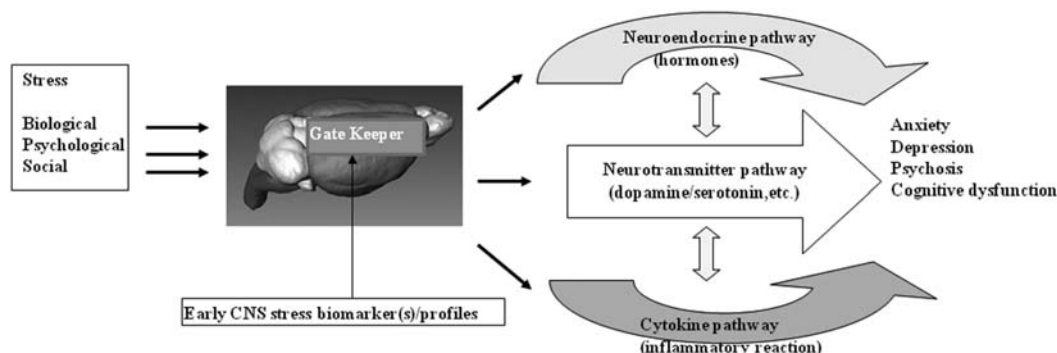 Stress
Biological
Psychological
Social
Gate Keeper
Early CNS stress biomarker(s)/profiles
Neuroendocrine pathway
(hormones)
Neurotransmitter pathway
(dopamine/serotonin,etc.)
Cytokine pathway
(inflammatory reaction)
Anxiety
Depression
Psychosis
Cognitive dysfunction